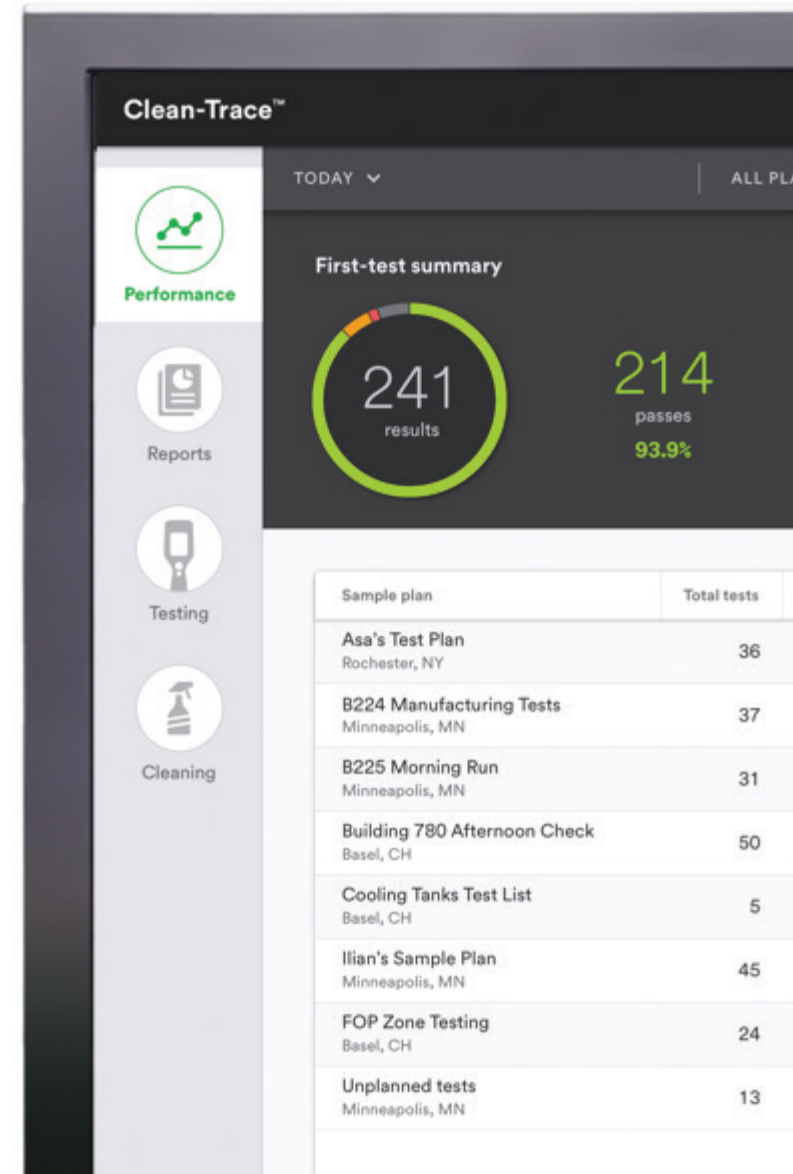 Clean-Trace™
TODAY
ALL PLA
Performance
First-test summary
241
results
214
passes
93.9%
Reports
Testing
Cleaning
Sample plan Total tests
Asa's Test Plan 36
Rochester, NY
B224 Manufacturing Tests 37
Minneapolis, MN
B225 Morning Run 31
Minneapolis, MN
Building 780 Afternoon Check 50
Basel, CH
Cooling Tanks Test List 5
Basel, CH
Ilian's Sample Plan 45
Minneapolis, MN
FOP Zone Testing 24
Basel, CH
Unplanned tests 13
Minneapolis, MN